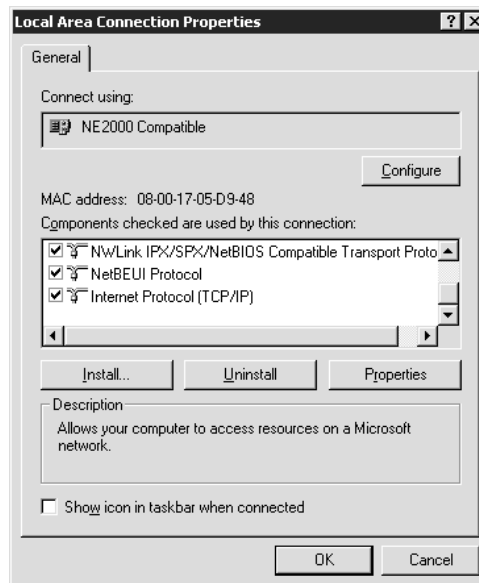 Local Area Connection Properties
General
Connect using:
NE2000 Compatible
Configure
MAC address: 08-00-17-05-D9-48
Components checked are used by this connection:
NWLink IPX/SPX/NetBIOS Compatible Transport Proto
NetBEUI Protocol
Internet Protocol (TCP/IP)
Install... Uninstall Properties
Description
Allows your computer to access resources on a Microsoft
network.
Show icon in taskbar when connected
OK Cancel